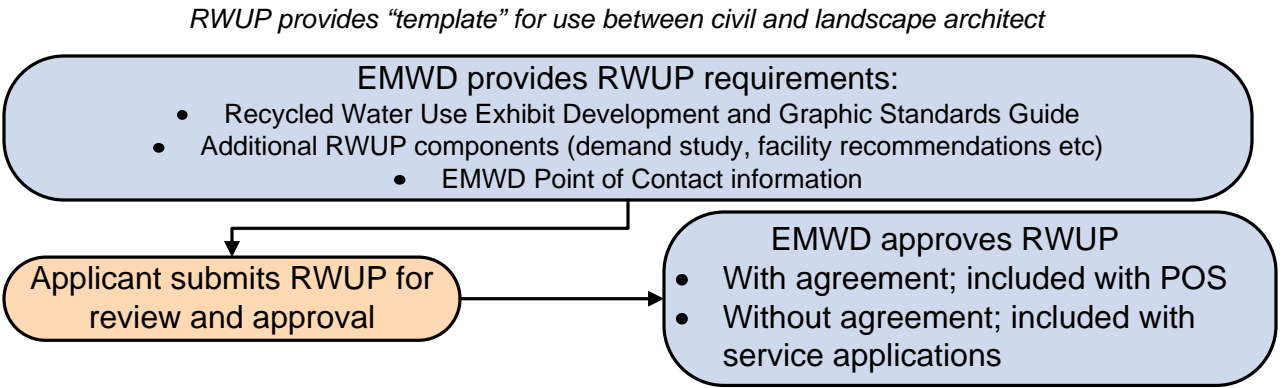 RWUP provides “template” for use between civil and landscape architect
EMWD provides RWUP requirements:
• Recycled Water Use Exhibit Development and Graphic Standards Guide
• Additional RWUP components (demand study, facility recommendations etc)
• EMWD Point of Contact information
Applicant submits RWUP for
review and approval
EMWD approves RWUP
• With agreement; included with POS
• Without agreement; included with
service applications